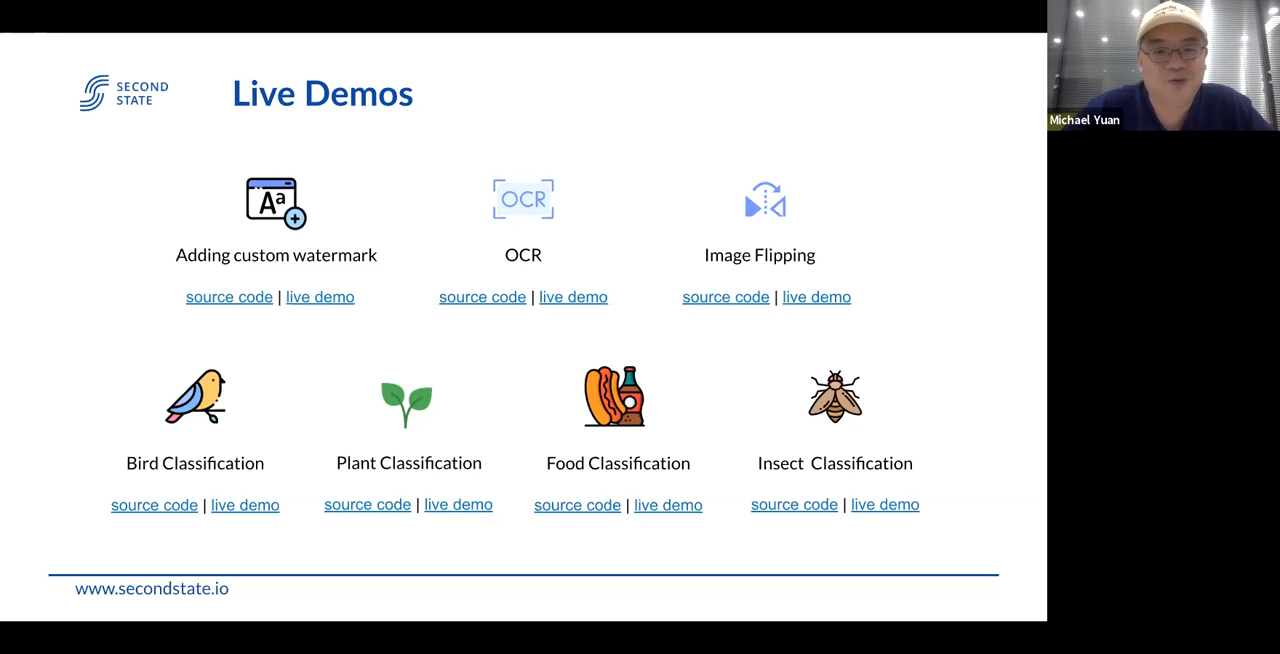 SECOND
STATE
Live Demos
Michael Yuan
Aa
OCR
Adding custom watermark
OCR
Image Flipping
source code | live demo
source code | live demo
source code | live demo
Bird Classification
Plant Classification
Food Classification
Insect Classification
source code | live demo
source code | live demo
source code | live demo
source code | live demo
www.secondstate.io